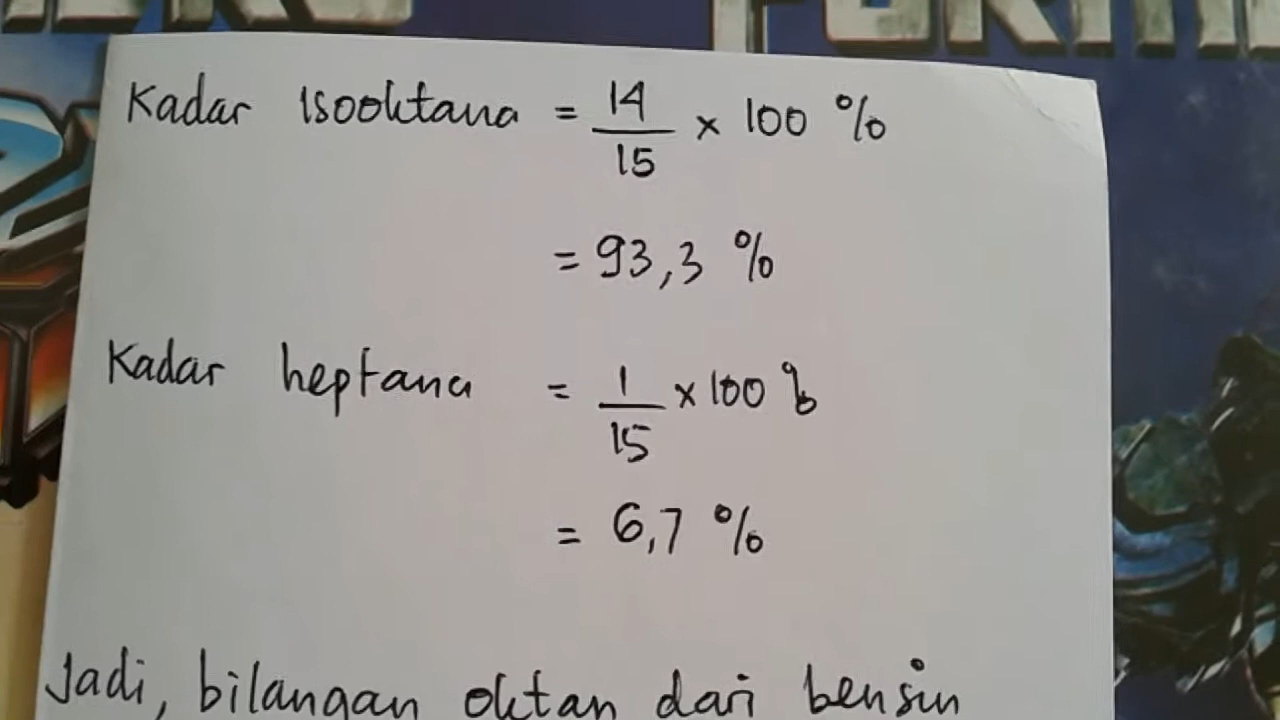 Kadar Isooktana = 14/15 x 100 %
= 93,3 %
Kadar heptana = 1/15 x 100 %
= 6,7 %
Jadi, bilangan oktan dari bensin